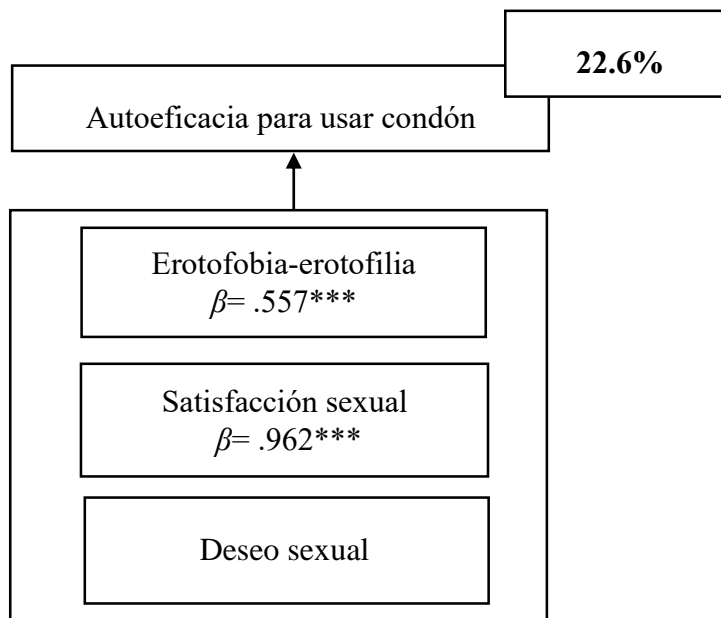 22.6%
Autoeficacia para usar condón
Erotofobia-erotofilia
β= .557***
Satisfacción sexual
β= .962***
Deseo sexual